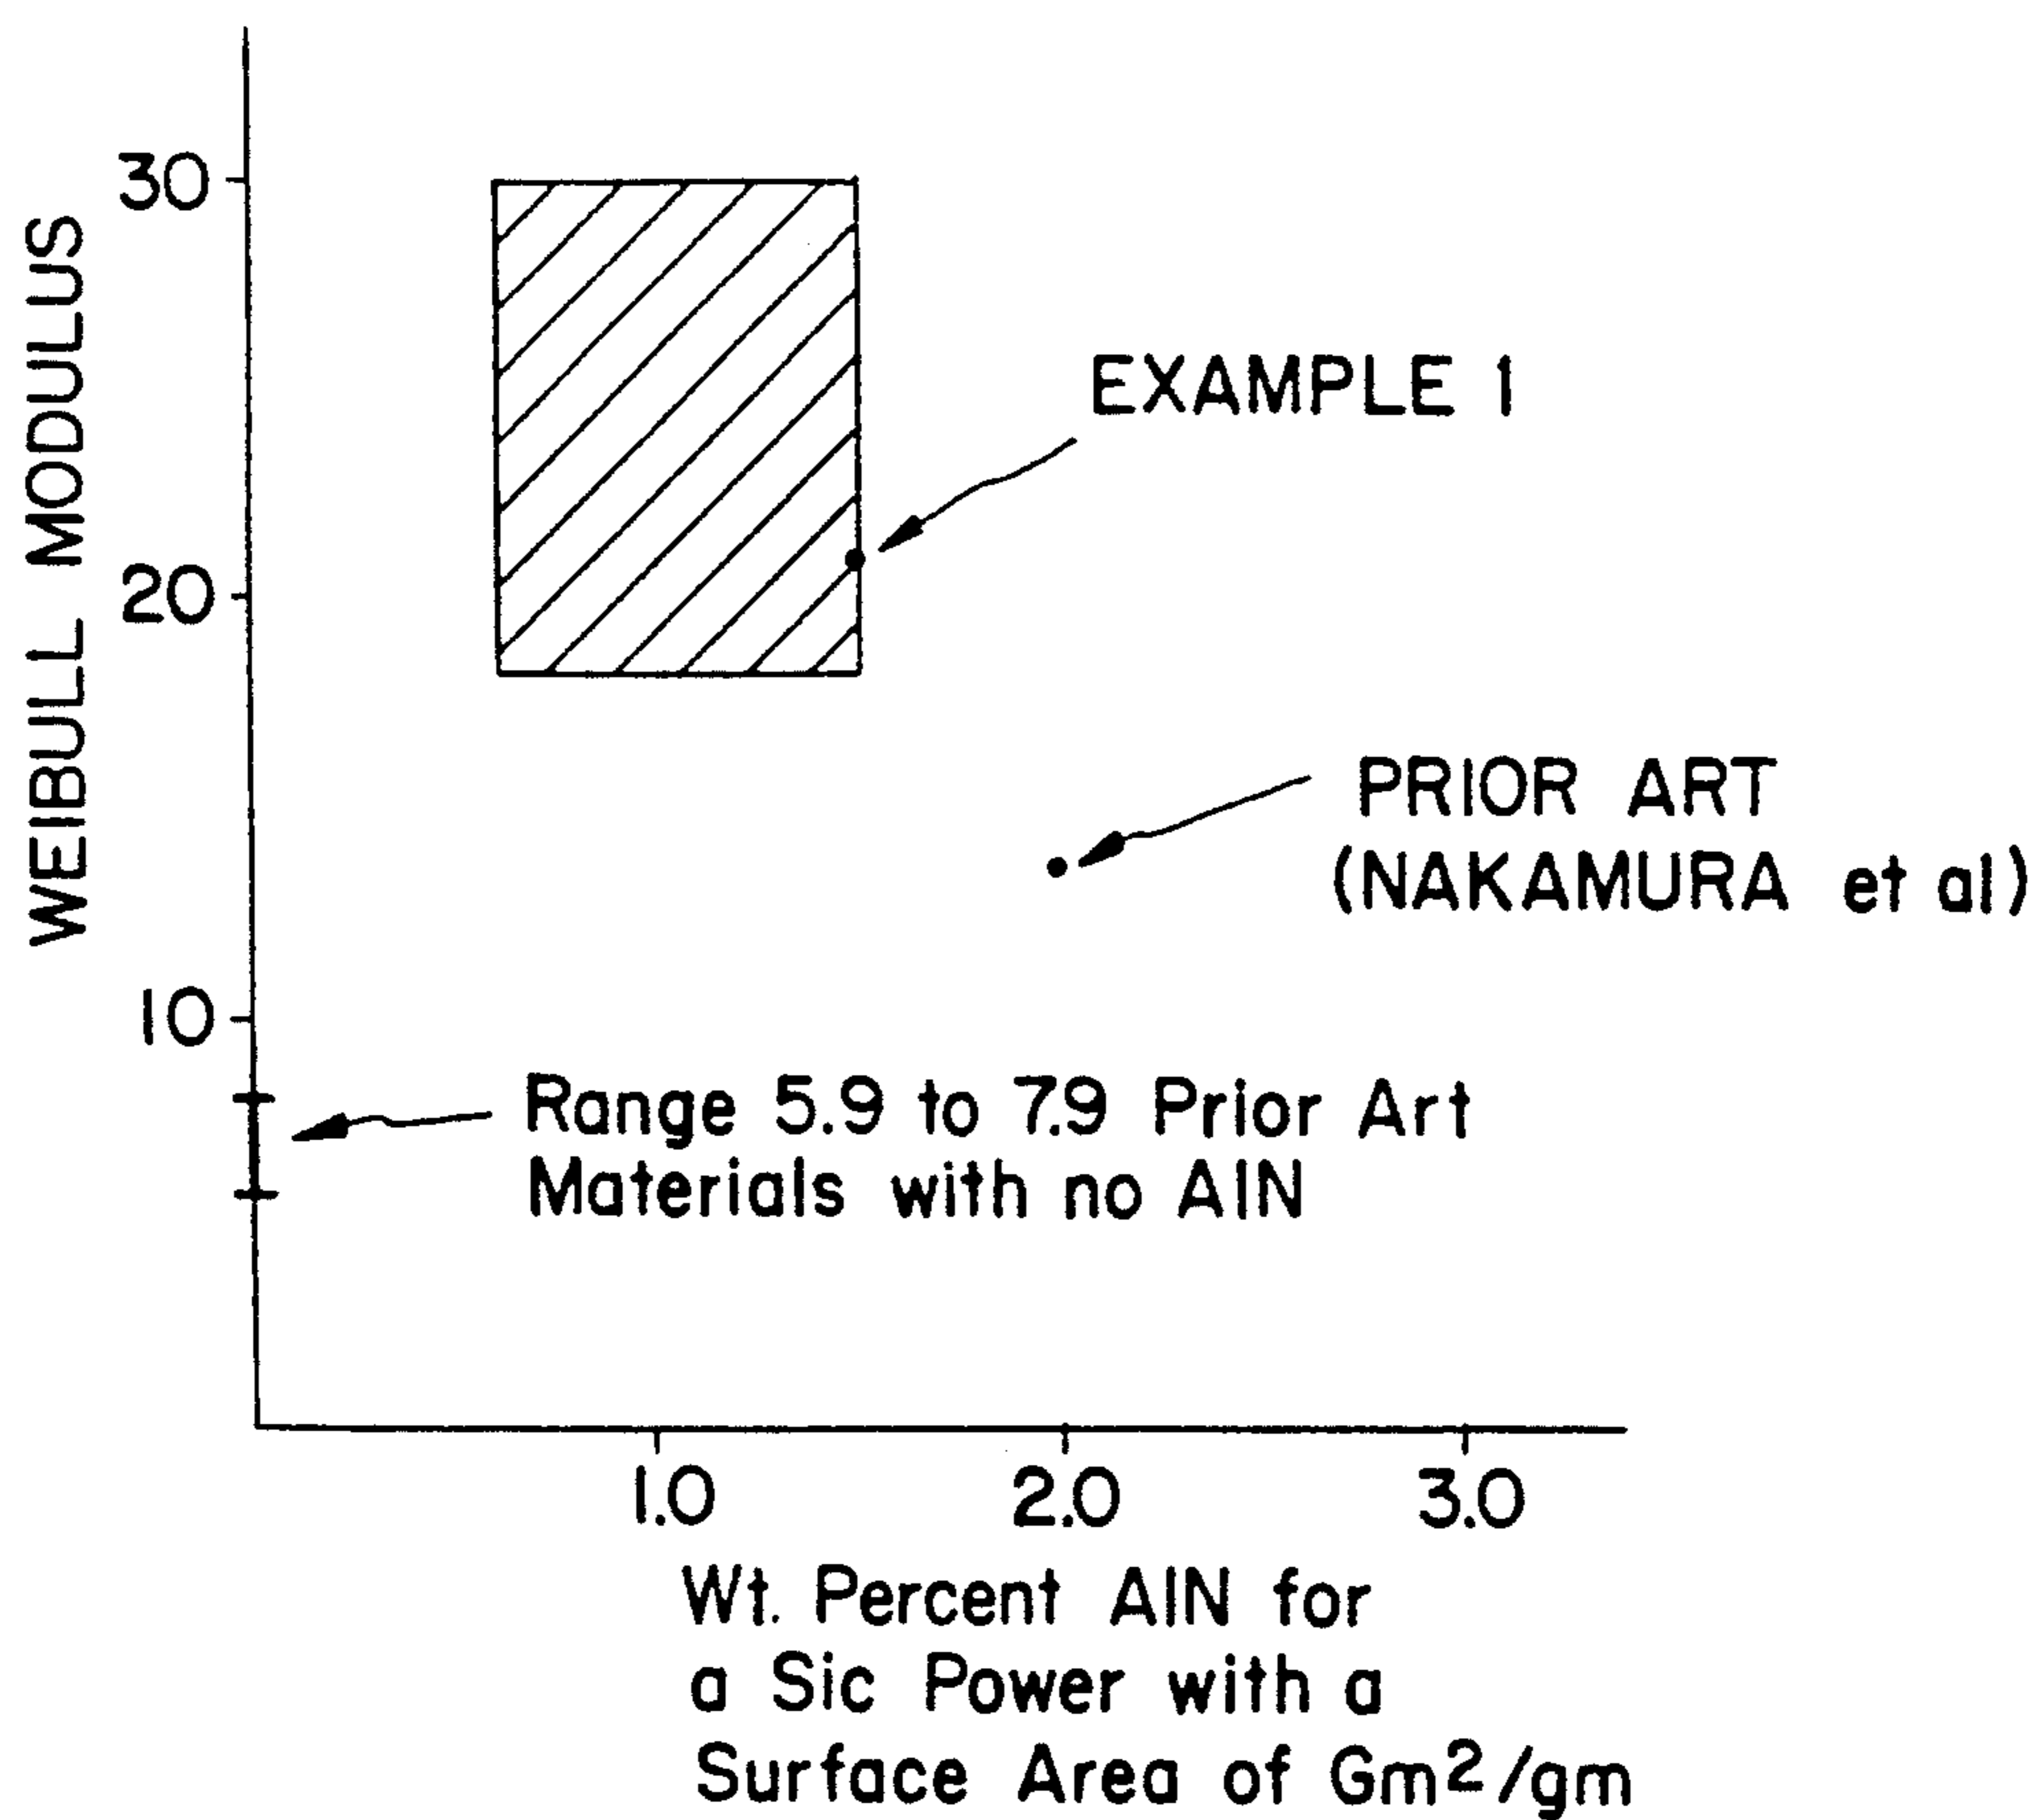 WEIBULL MODULUS
30
20
10
EXAMPLE 1
PRIOR ART
(NAKAMURA et al)
Range 5.9 to 7.9 Prior Art
Materials with no AlN
1.0
2.0
3.0
Wt. Percent AlN for
a Sic Power with a
Surface Area of Gm2/gm